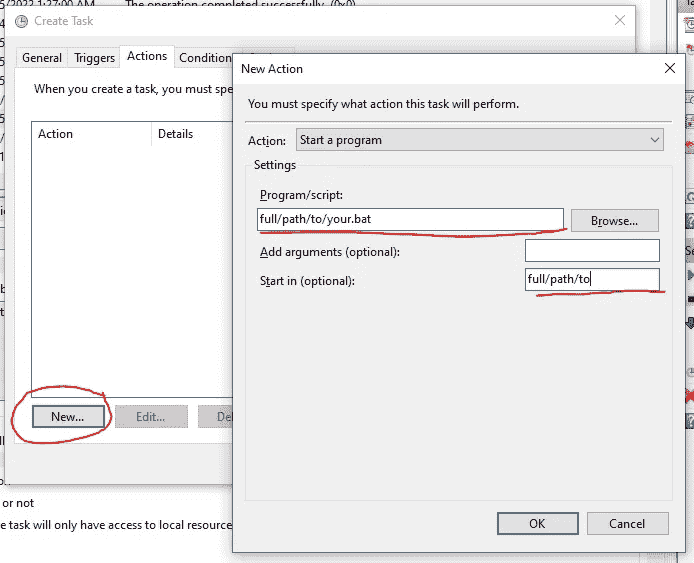 5/2022 1:27:00 AM The operation completed successfully. (0x0)
Create Task
General Triggers Actions Condition
When you create a task, you must spe
Action Details
New... Edit... Del
or not
e task will only have access to local resource
New Action
You must specify what action this task will perform.
Action: Start a program
Settings
Program/script:
full/path/to/your.bat Browse...
Add arguments (optional):
Start in (optional): full/path/to
OK Cancel